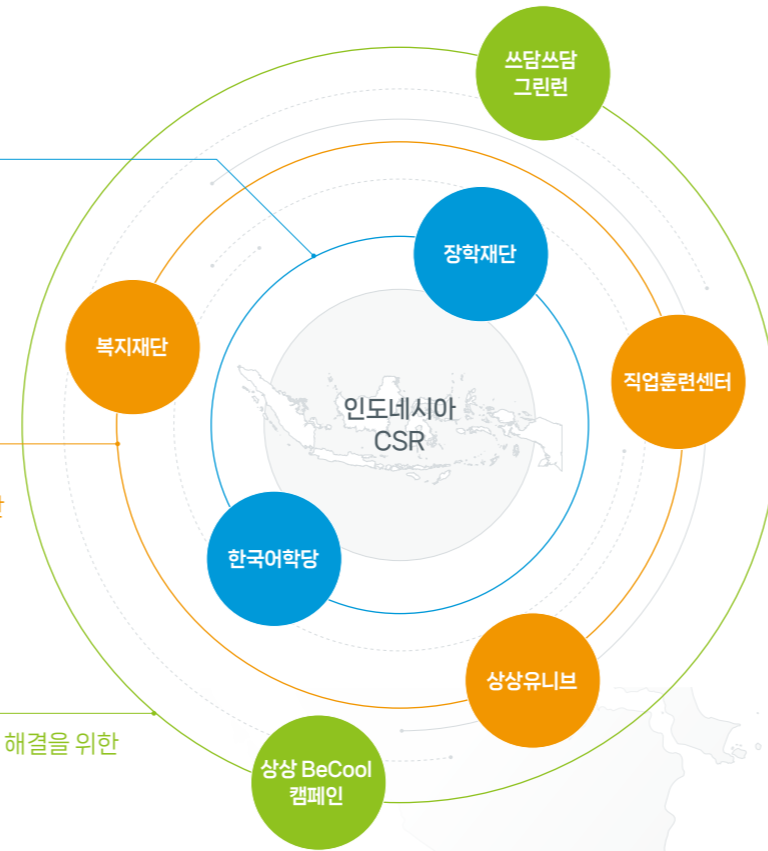 쓰담쓰담
그린런
장학재단
복지재단
직업훈련센터
인도네시아
CSR
한국어학당
상상유니브
해결을 위한
상상 BeCool
캠페인